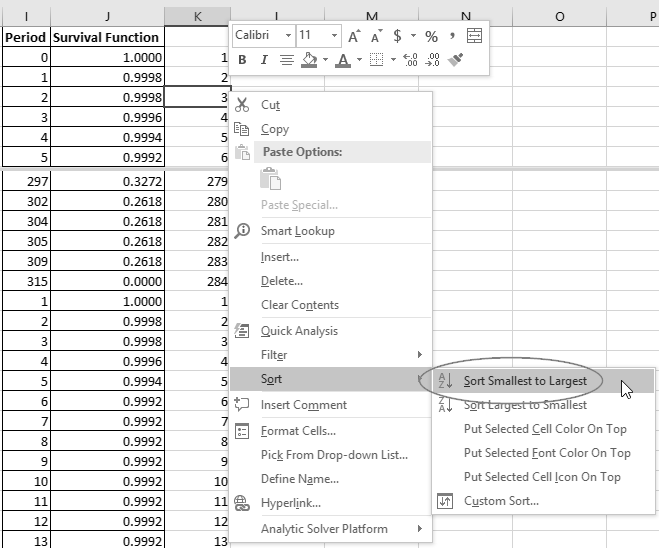 I J K L M N O P
Calibri 11 A A $ % ,
B I A .00 .0
Period Survival Function
0 1.0000 1
1 0.9998 2
2 0.9998 3
3 0.9996 4
4 0.9994 5
5 0.9992 6
297 0.3272 279
302 0.2618 280
304 0.2618 281
305 0.2618 282
309 0.2618 283
315 0.0000 284
1 1.0000 1
2 0.9998 2
3 0.9998 3
4 0.9996 4
5 0.9994 5
6 0.9992 6
7 0.9992 7
8 0.9992 8
9 0.9992 9
10 0.9992 10
11 0.9992 11
12 0.9992 12
13 0.9992 13
Cut
Copy
Paste Options:
Paste Special...
Smart Lookup
Insert...
Delete...
Clear Contents
Quick Analysis
Filter
Sort
Insert Comment
Format Cells...
Pick From Drop-down List...
Define Name...
Hyperlink...
Analytic Solver Platform
Sort Smallest to Largest
Sort Largest to Smallest
Put Selected Cell Color On Top
Put Selected Font Color On Top
Put Selected Cell Icon On Top
Custom Sort...